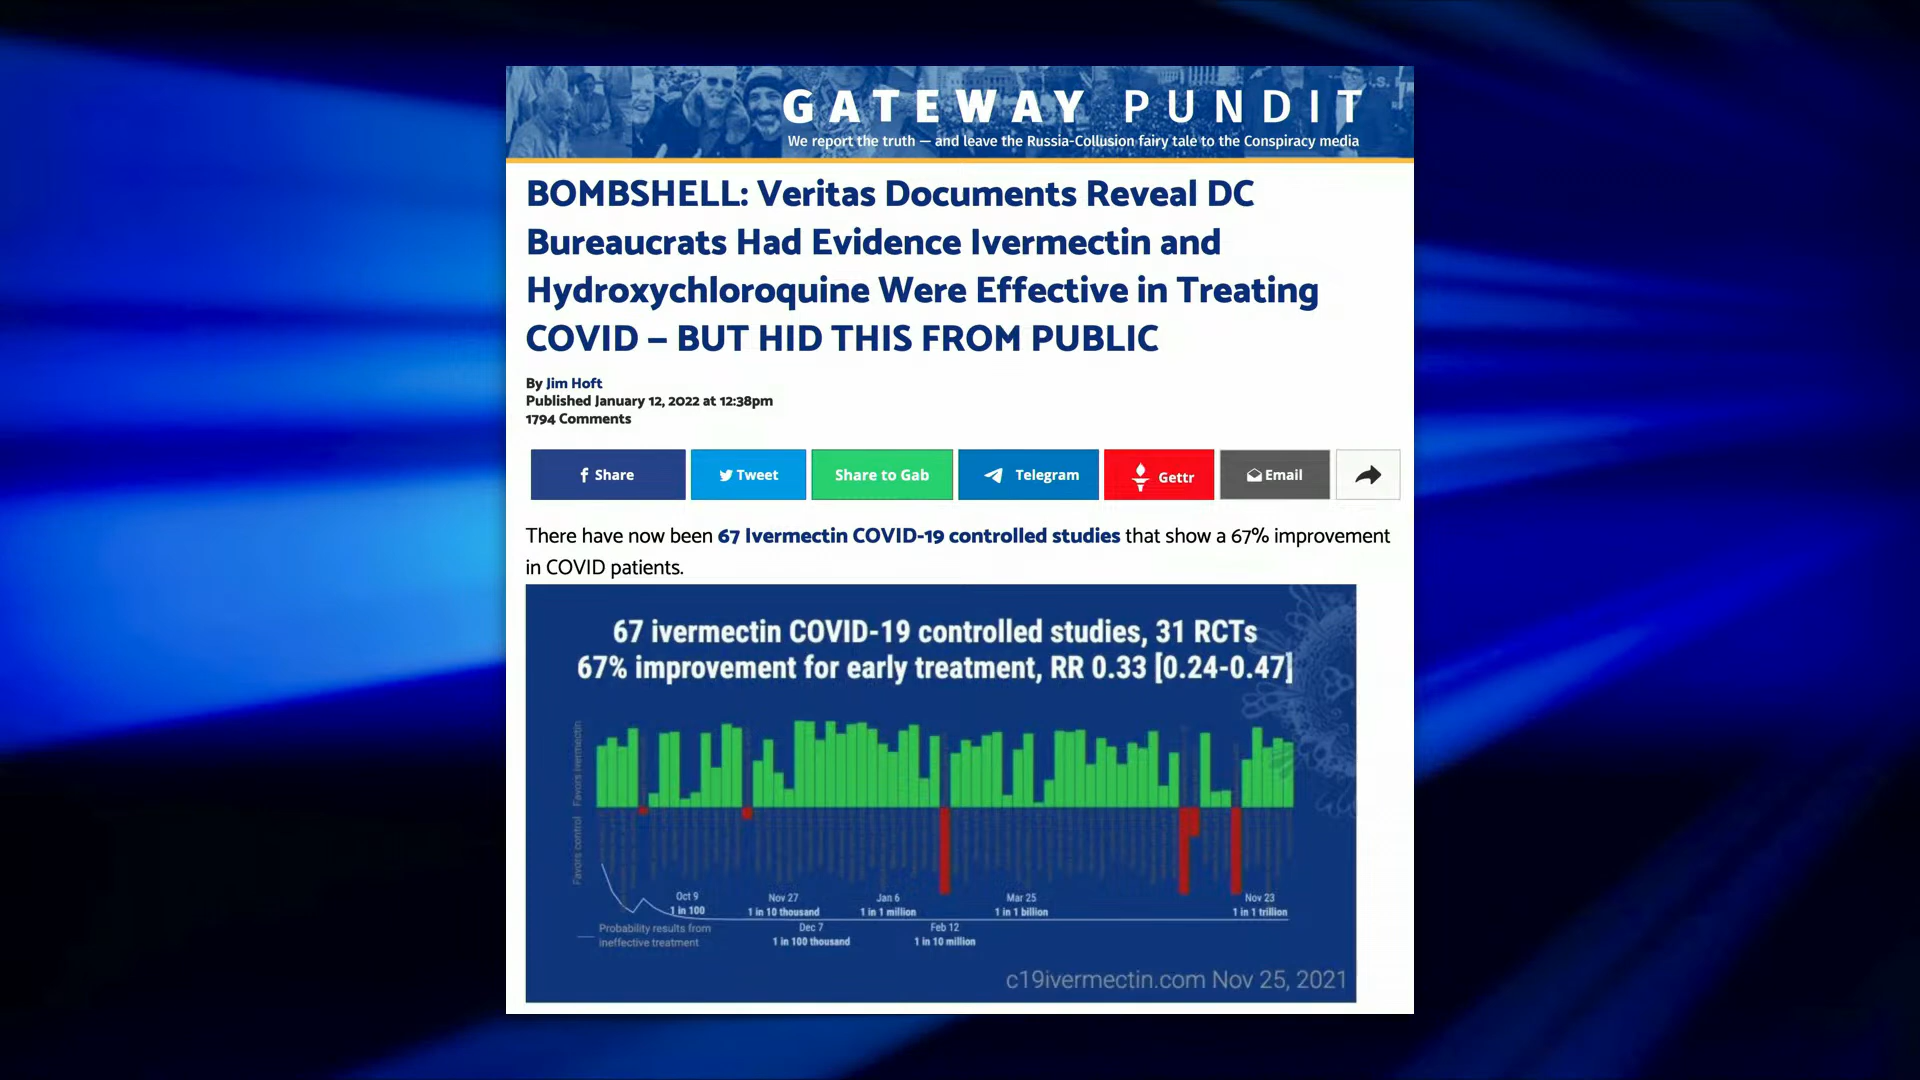 GATEWAY PUNDIT
We report the truth — and leave the Russia-Collusion fairy tale to the Conspiracy media
BOMBSHELL: Veritas Documents Reveal DC
Bureaucrats Had Evidence Ivermectin and
Hydroxychloroquine Were Effective in Treating
COVID – BUT HID THIS FROM PUBLIC
By Jim Hoft
Published January 12, 2022 at 12:38pm
1794 Comments
Share
Tweet
Share to Gab
Telegram
Gettr
Email
There have now been 67 Ivermectin COVID-19 controlled studies that show a 67% improvement
in COVID patients.
67 ivermectin COVID-19 controlled studies, 31 RCTs
67% improvement for early treatment, RR 0.33 [0.24-0.47]
Favors ivermectin
Favors control
Oct 9
1 in 100
Nov 27
1 in 10 thousand
Jan 6
1 in 1 million
Mar 25
1 in 1 billion
Nov 23
1 in 1 trillion
Dec 7
1 in 100 thousand
Feb 12
1 in 10 million
Probability results from
ineffective treatment
c19ivermectin.com Nov 25, 2021